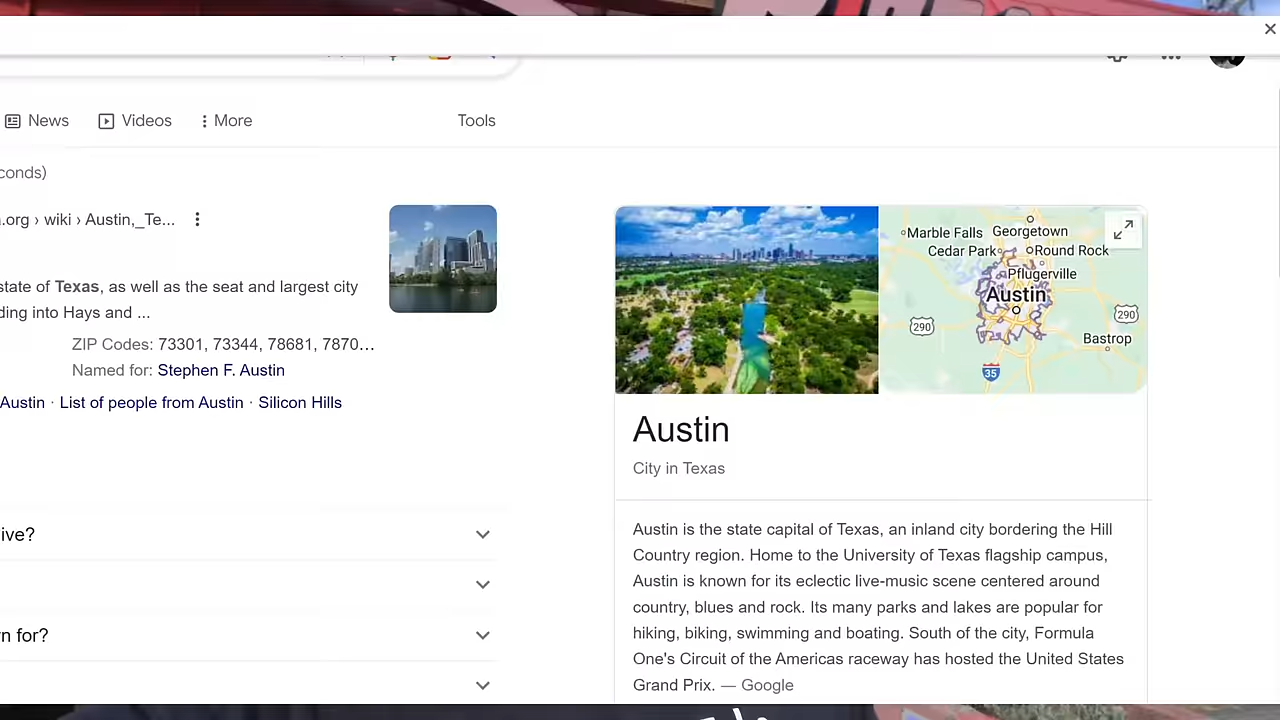 News
Videos
More
Tools
conds)
.org › wiki › Austin,_Te...
state of Texas, as well as the seat and largest city
ding into Hays and ...
ZIP Codes: 73301, 73344, 78681, 7870...
Named for: Stephen F. Austin
Austin · List of people from Austin · Silicon Hills
ive?
n for?
Marble Falls
Georgetown
Cedar Park
Round Rock
Pflugerville
Austin
290
290
Bastrop
35
Austin
City in Texas
Austin is the state capital of Texas, an inland city bordering the Hill
Country region. Home to the University of Texas flagship campus,
Austin is known for its eclectic live-music scene centered around
country, blues and rock. Its many parks and lakes are popular for
hiking, biking, swimming and boating. South of the city, Formula
One's Circuit of the Americas raceway has hosted the United States
Grand Prix. — Google